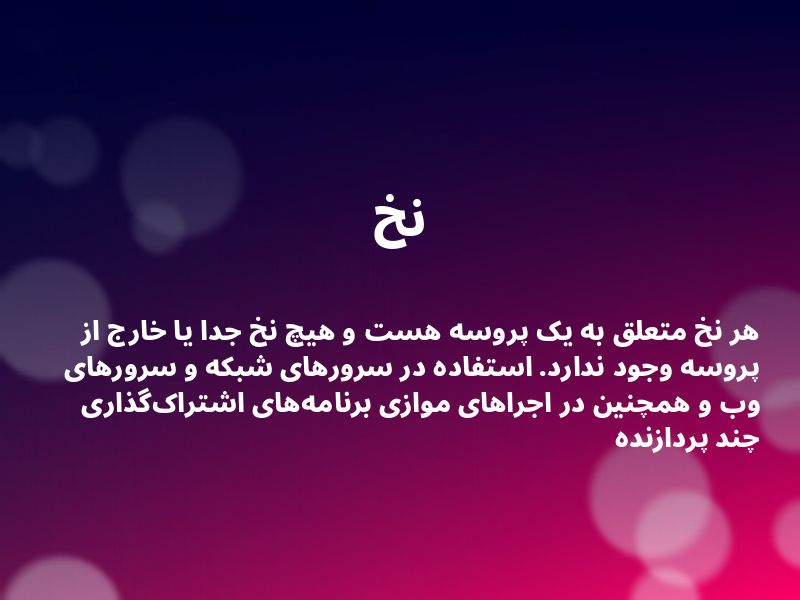 نخ
هر نخ متعلق به یک پروسه هست و هیچ نخ جدا یا خارج از
پروسه وجود ندارد. استفاده در سرورهای شبکه و سرورهای
وب و همچنین در اجراهای موازی برنامه‌های اشتراک‌گذاری
چند پردازنده